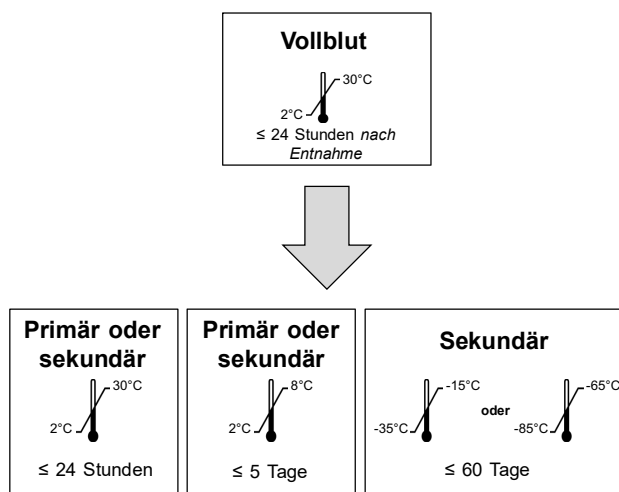 Vollblut
30°C
2°C
≤ 24 Stunden nach
Entnahme
Primär oder
sekundär
30°C
2°C
≤ 24 Stunden
Primär oder
sekundär
8°C
2°C
≤ 5 Tage
Sekundär
-15°C
-35°C
oder
-65°C
-85°C
≤ 60 Tage